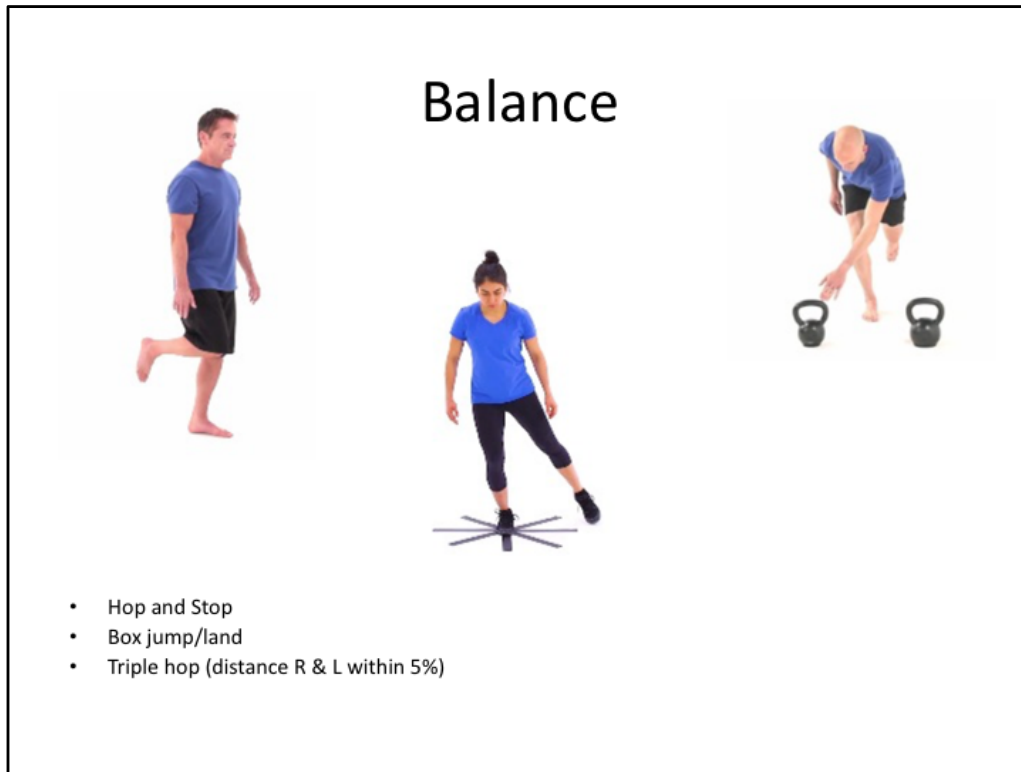 Balance
• Hop and Stop
• Box jump/land
• Triple hop (distance R & L within 5%)